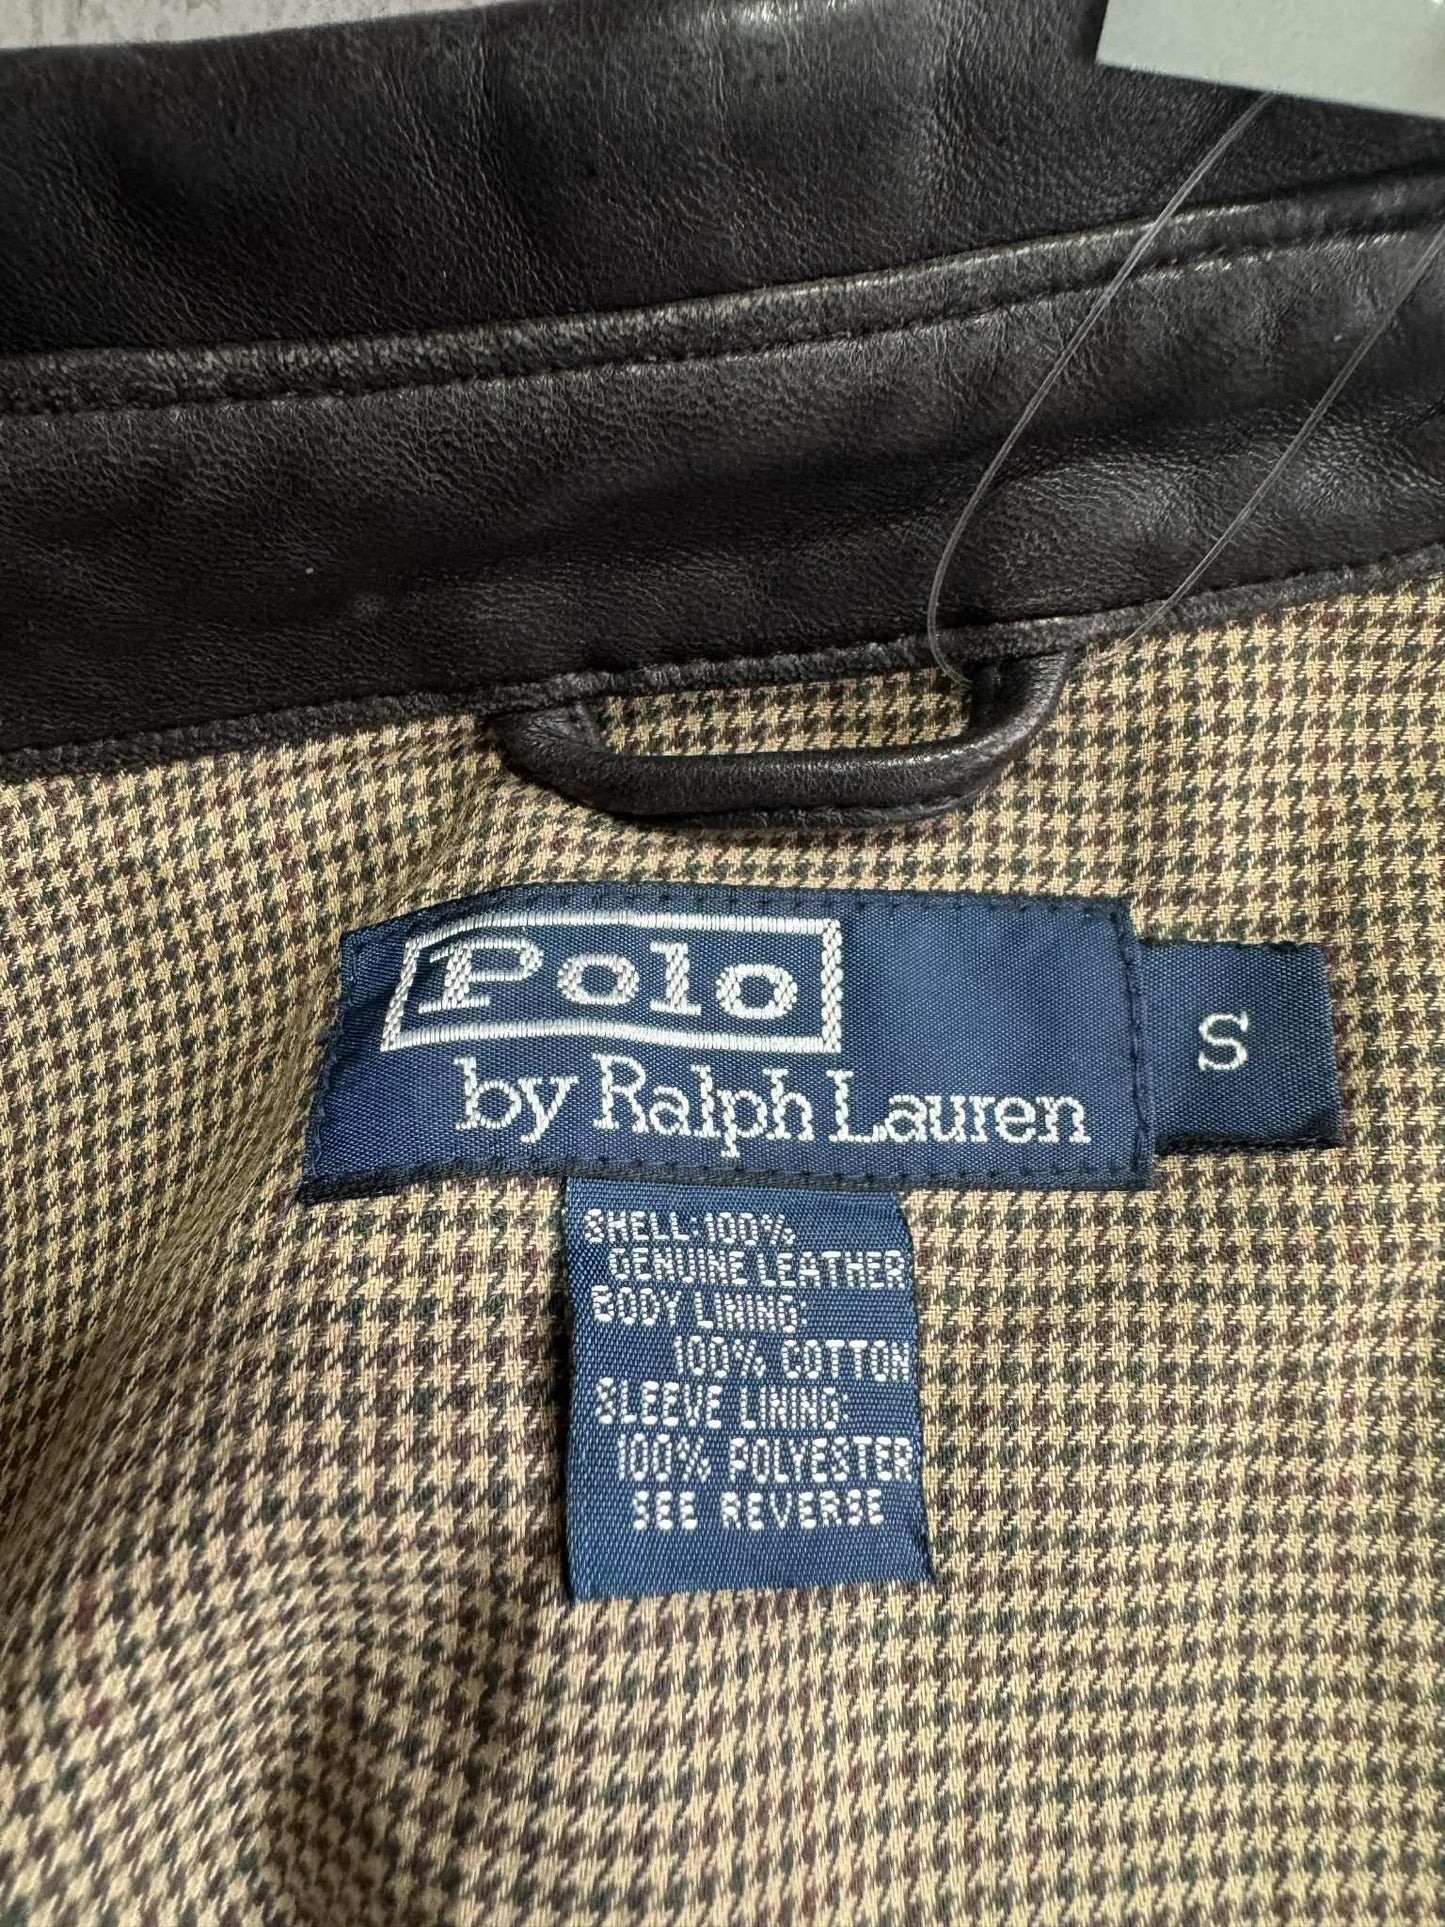 Polo
by Ralph Lauren
S
SHELL:100%
GENUINE LEATHER
BODY LINING:
100% COTTON
SLEEVE LINING:
100% POLYESTER
SEE REVERSE